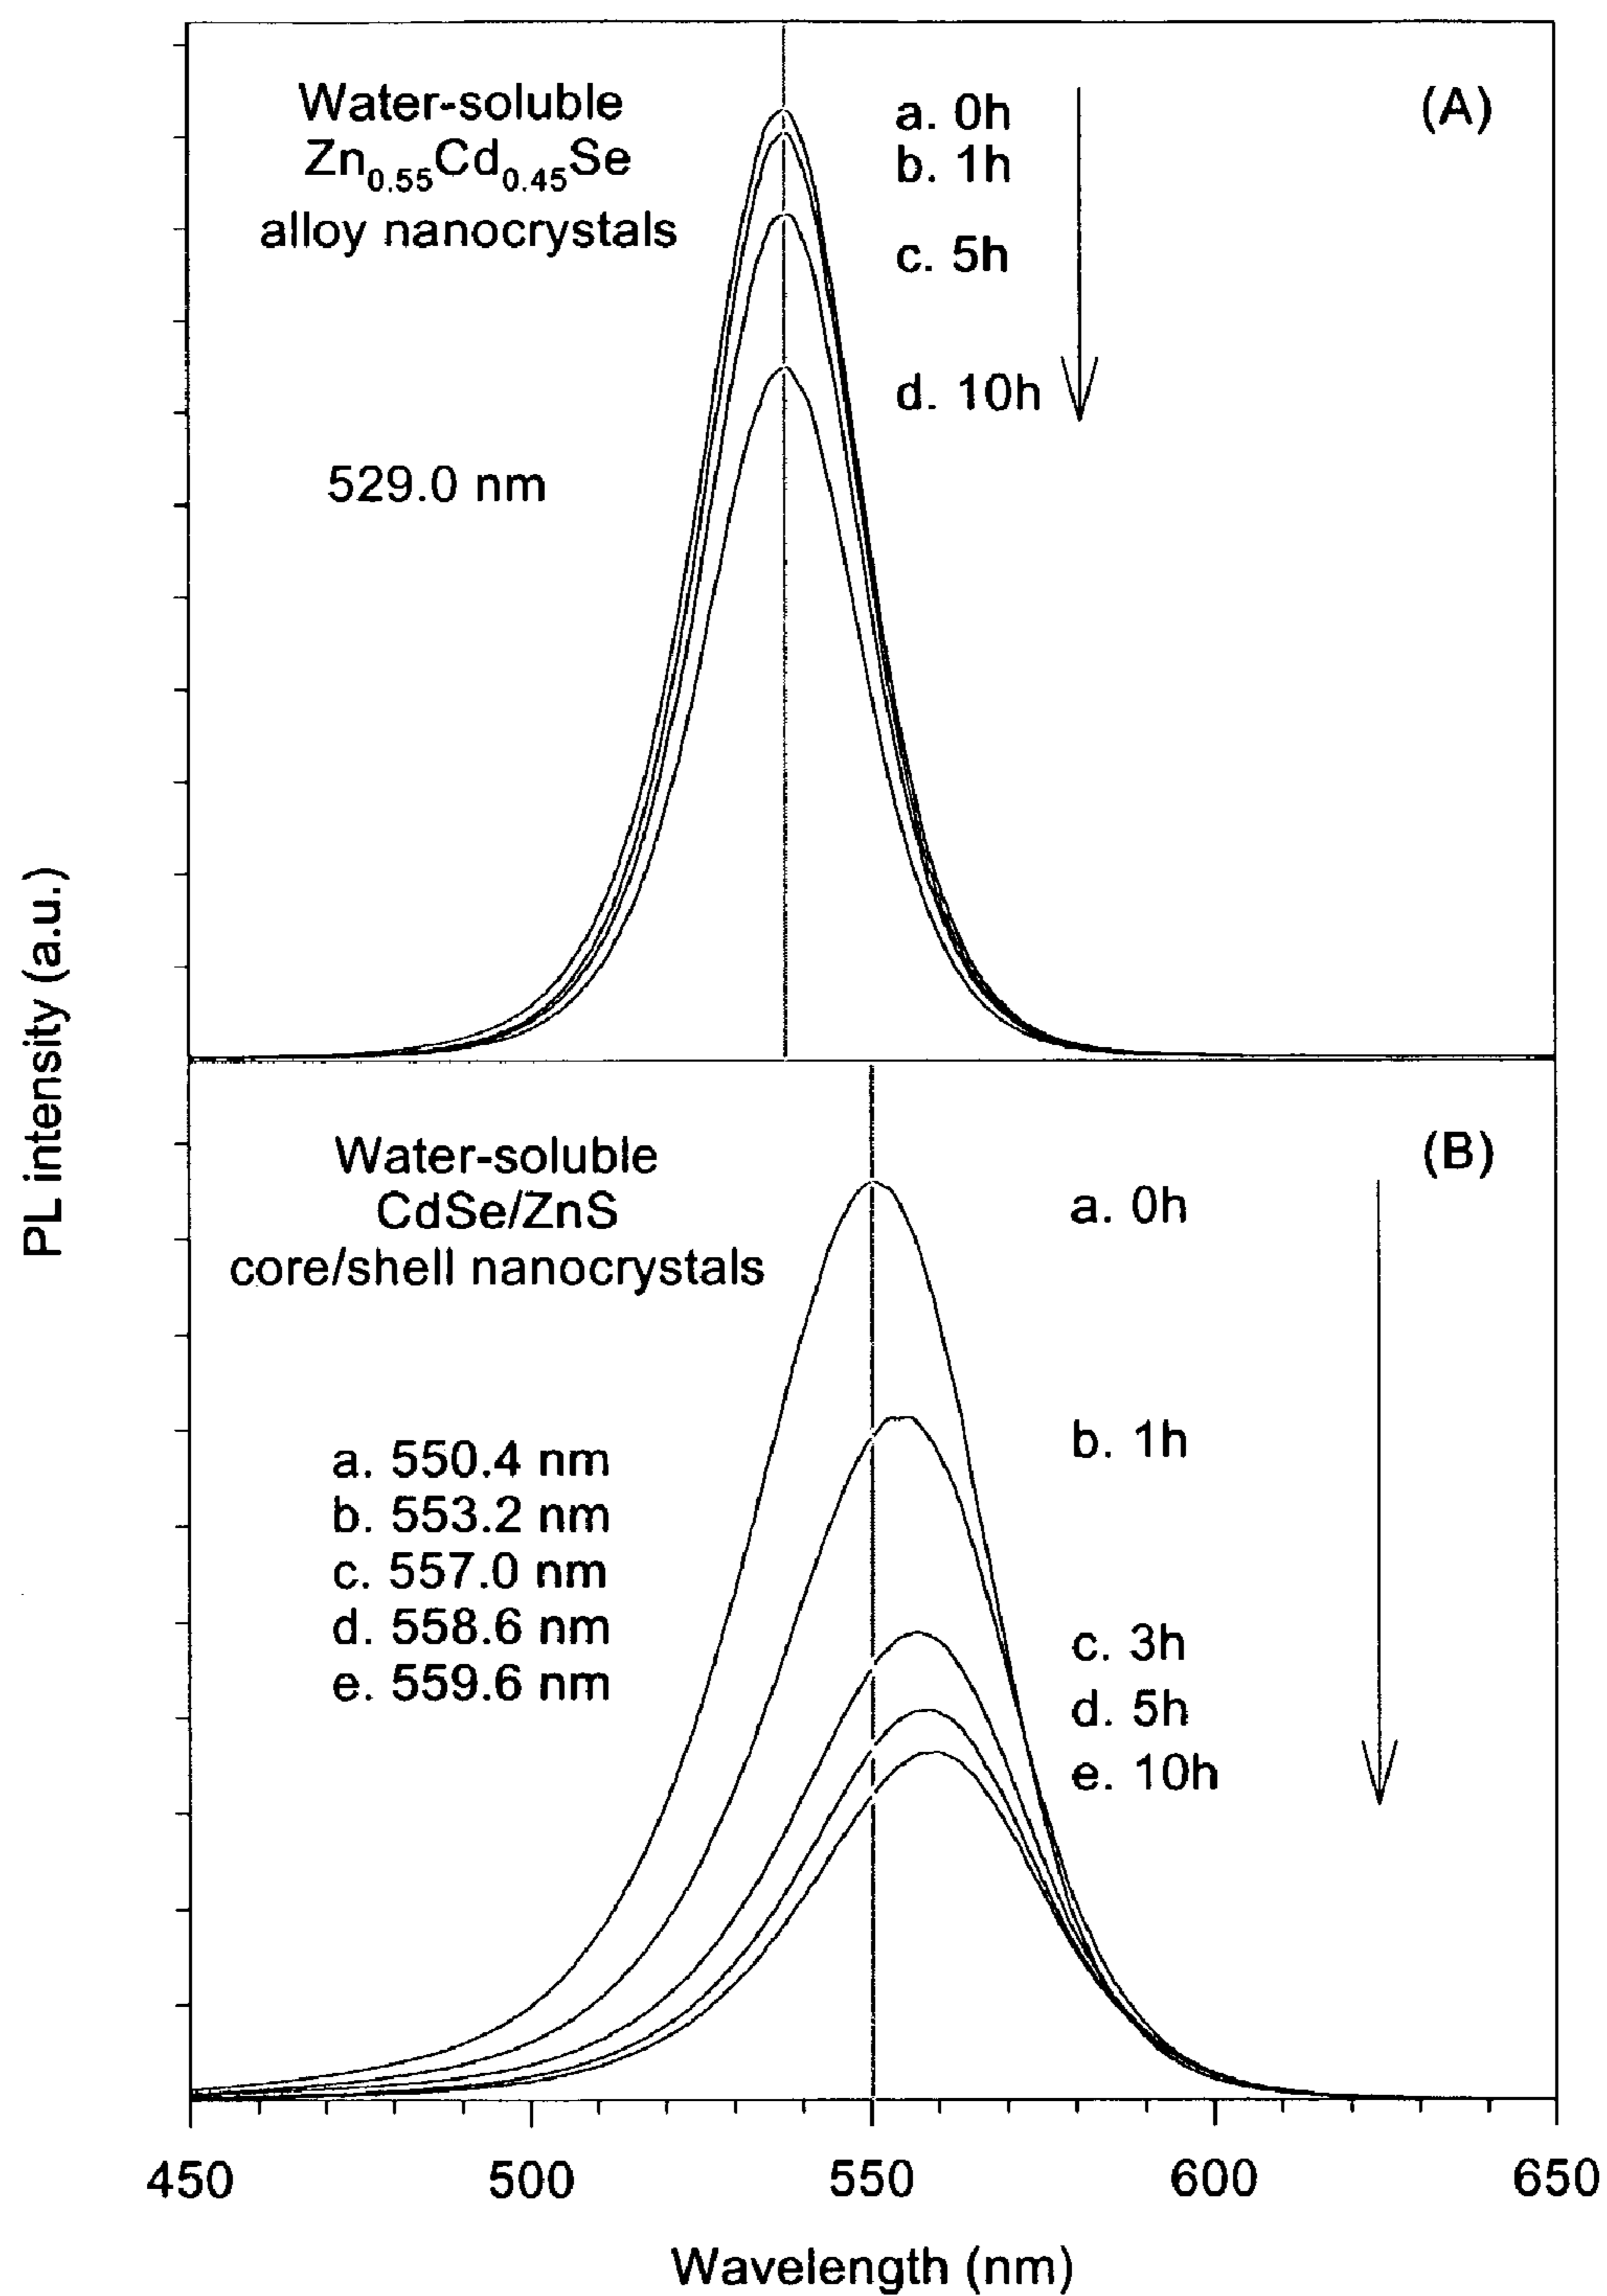 Water-soluble
Zn0.55Cd0.45Se
alloy nanocrystals
529.0 nm
a. 0h
b. 1h
c. 5h
d. 10h
(A)
PL intensity (a.u.)
Water-soluble
CdSe/ZnS
core/shell nanocrystals
a. 550.4 nm
b. 553.2 nm
c. 557.0 nm
d. 558.6 nm
e. 559.6 nm
a. 0h
b. 1h
c. 3h
d. 5h
e. 10h
(B)
450 500 550 600 650
Wavelength (nm)